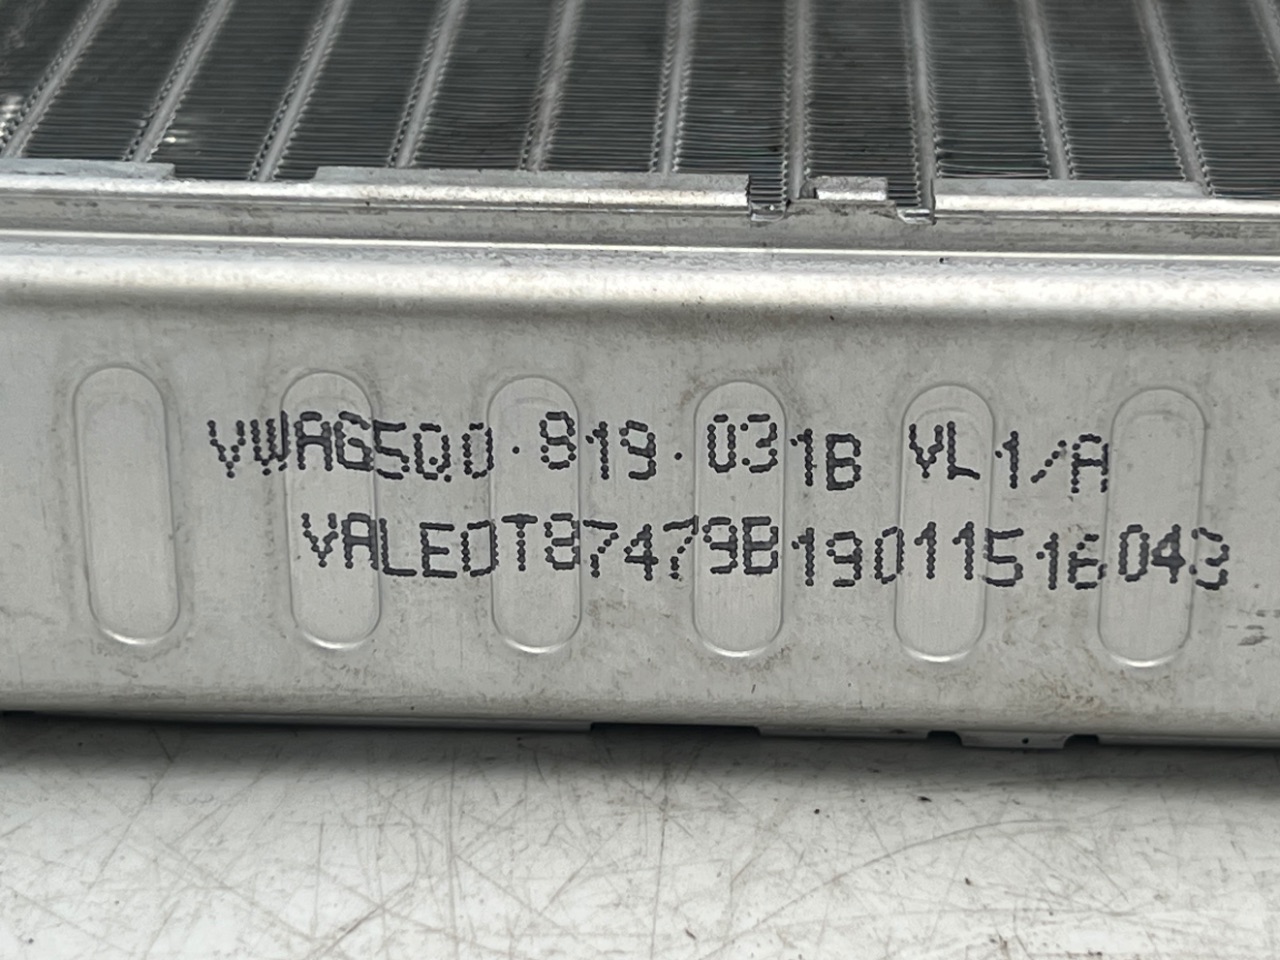 VWAG5Q0.819.031B VL1/A
VALEOT87479B19011516043